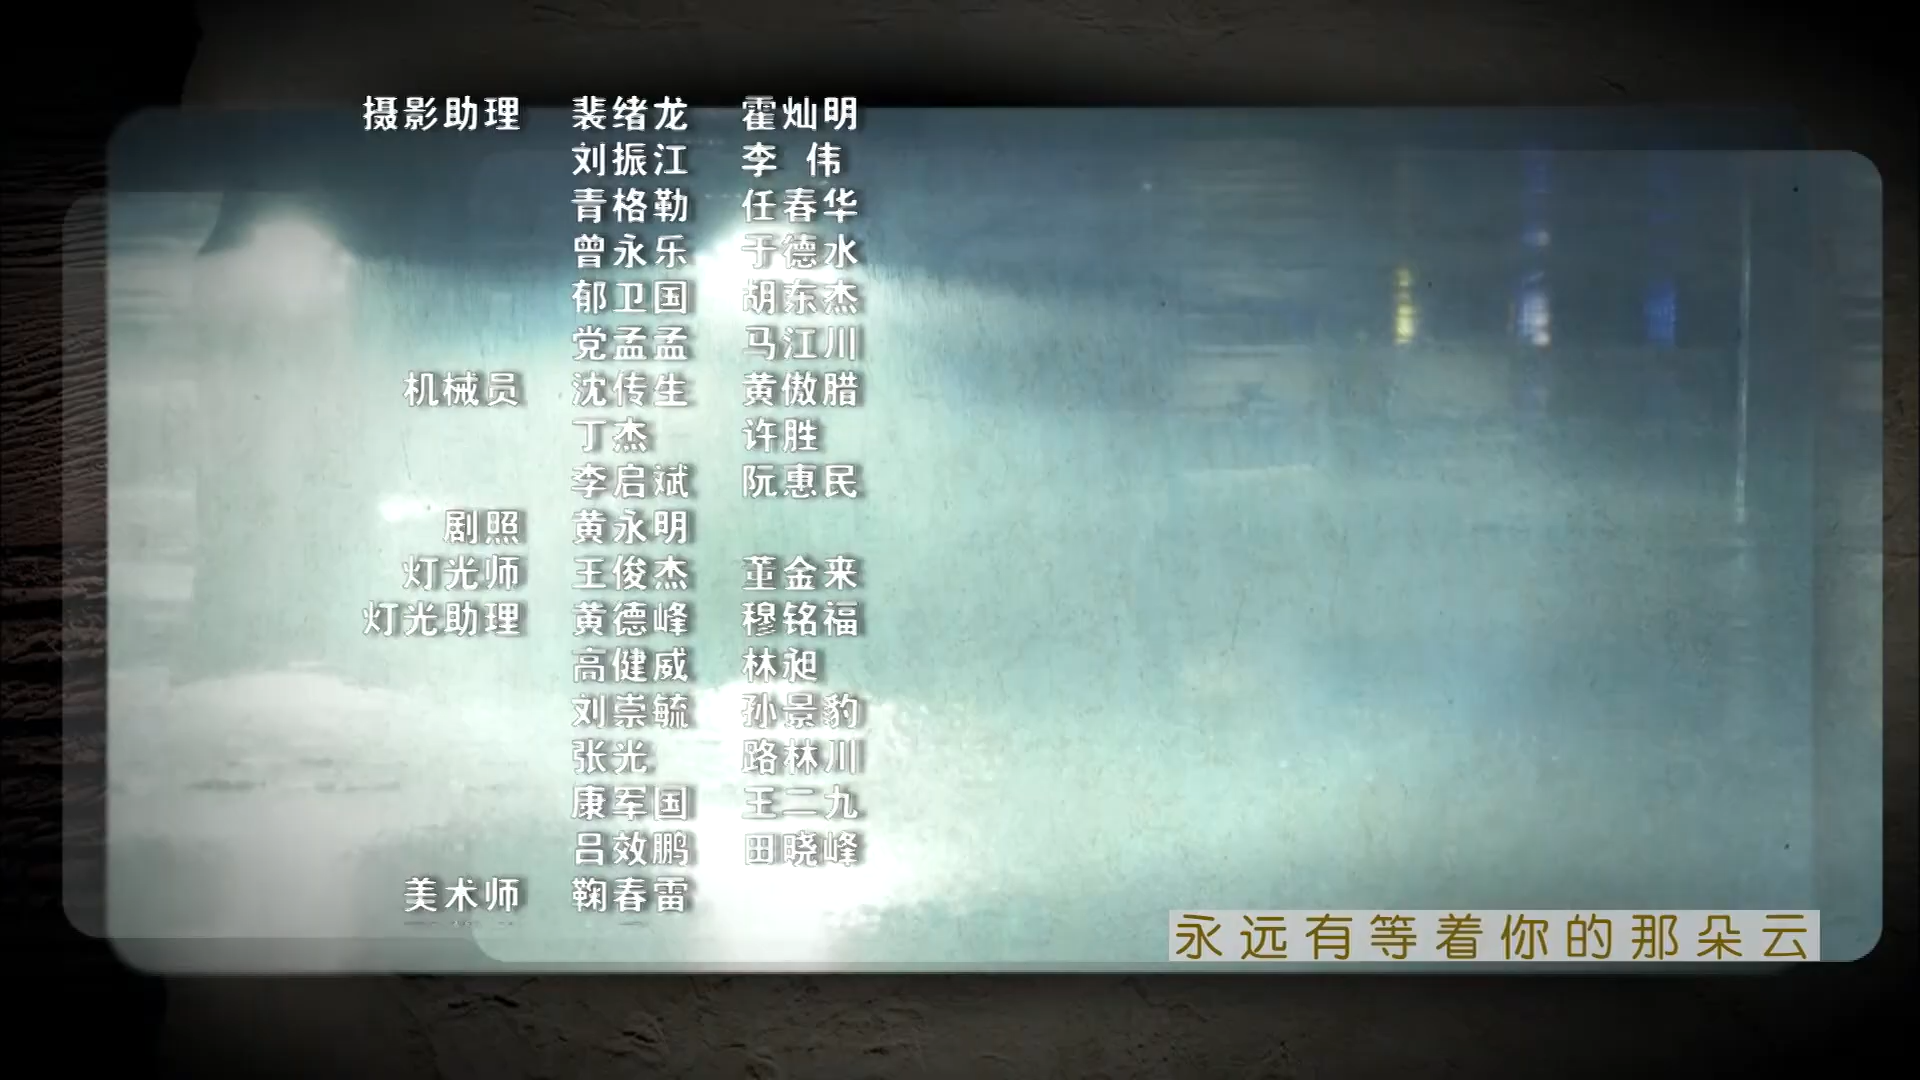 摄影助理 裴绪龙 霍灿明
刘振江 李 伟
青格勒 任春华
曾永乐 于德水
郁卫国 胡东杰
党孟孟 马江川
机械员 沈传生 黄傲腊
丁杰 许胜
李启斌 阮惠民
剧照 黄永明
灯光师 王俊杰 董金来
灯光助理 黄德峰 穆铭福
高健威 林昶
刘崇毓 孙景豹
张光 路林川
康军国 王二九
吕效鹏 田晓峰
美术师 鞠春雷
永远有等着你的那朵云